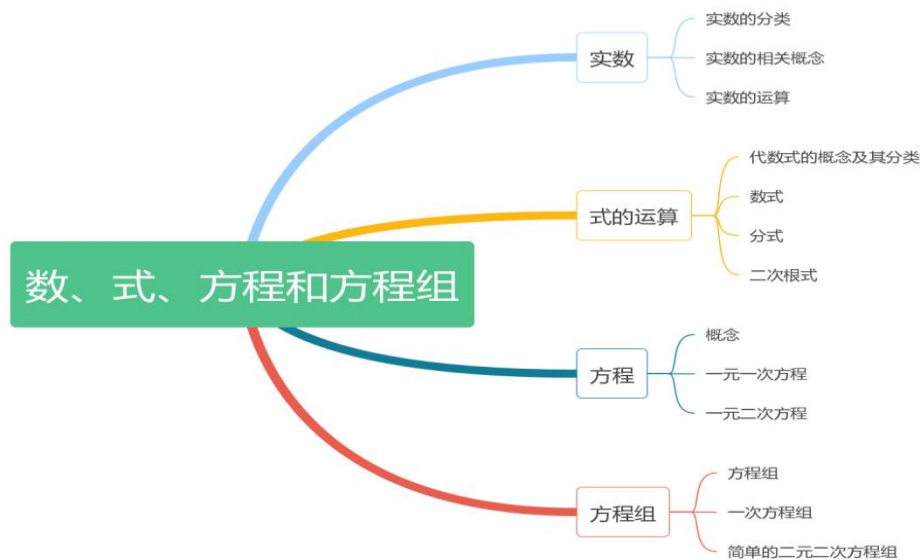 数、式、方程和方程组
实数
实数的分类
实数的相关概念
实数的运算
式的运算
代数式的概念及其分类
数式
分式
二次根式
方程
概念
一元一次方程
一元二次方程
方程组
方程组
一次方程组
简单的二元二次方程组